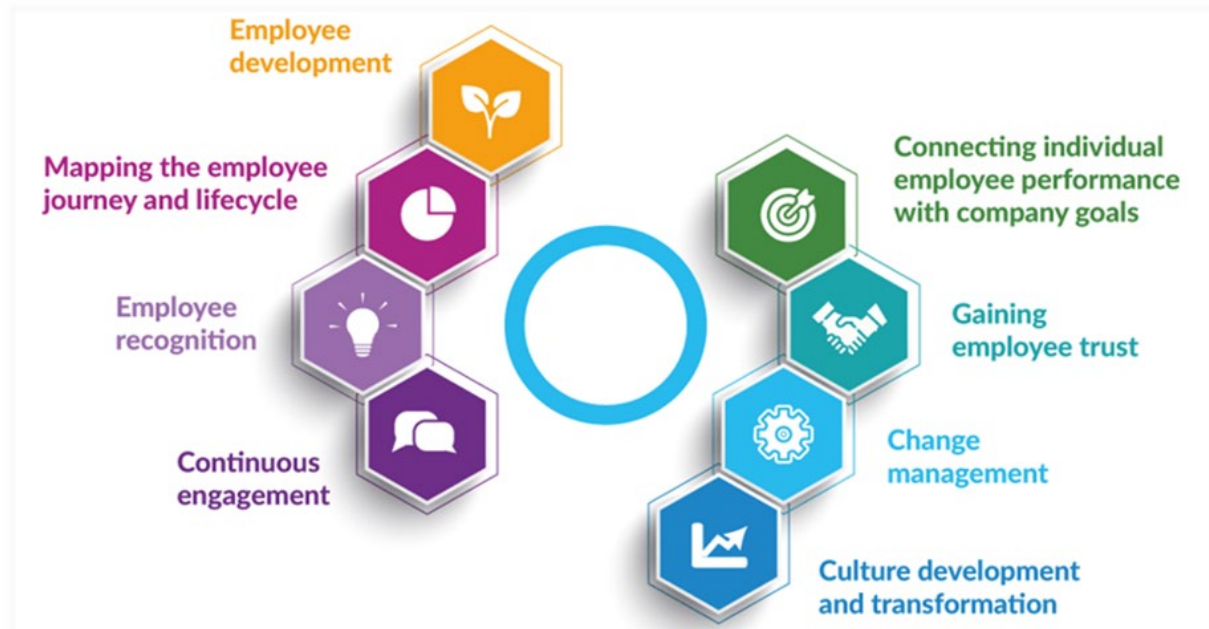 Employee
development
Mapping the employee
journey and lifecycle
Employee
recognition
Continuous
engagement
Connecting individual
employee performance
with company goals
Gaining
employee trust
Change
management
Culture development
and transformation